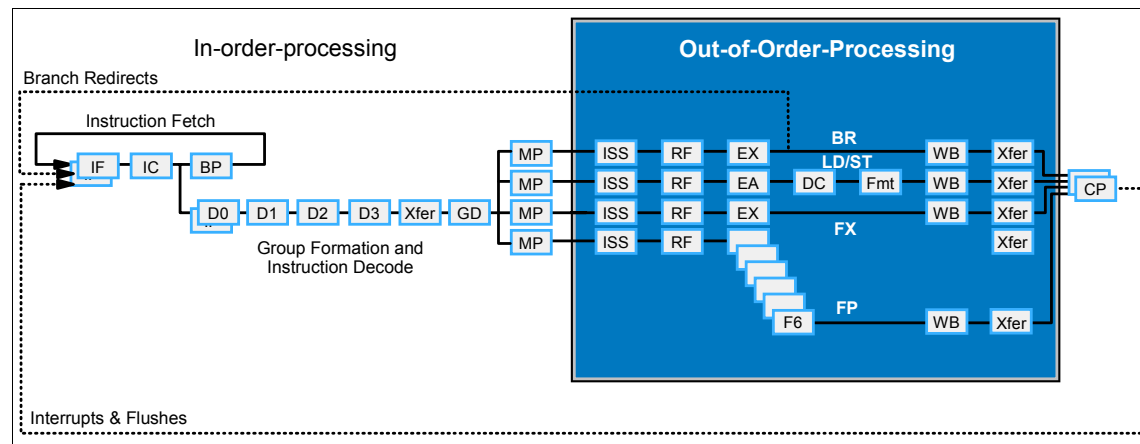 In-order-processing
Out-of-Order-Processing
Branch Redirects
Instruction Fetch
IF IC BP
MP ISS RF EX BR WB Xfer
MP ISS RF EA LD/ST DC Fmt WB Xfer CP
D0 D1 D2 D3 Xfer GD MP ISS RF EX FX WB Xfer
MP ISS RF Xfer
Group Formation and
Instruction Decode
FP
F6 WB Xfer
Interrupts & Flushes